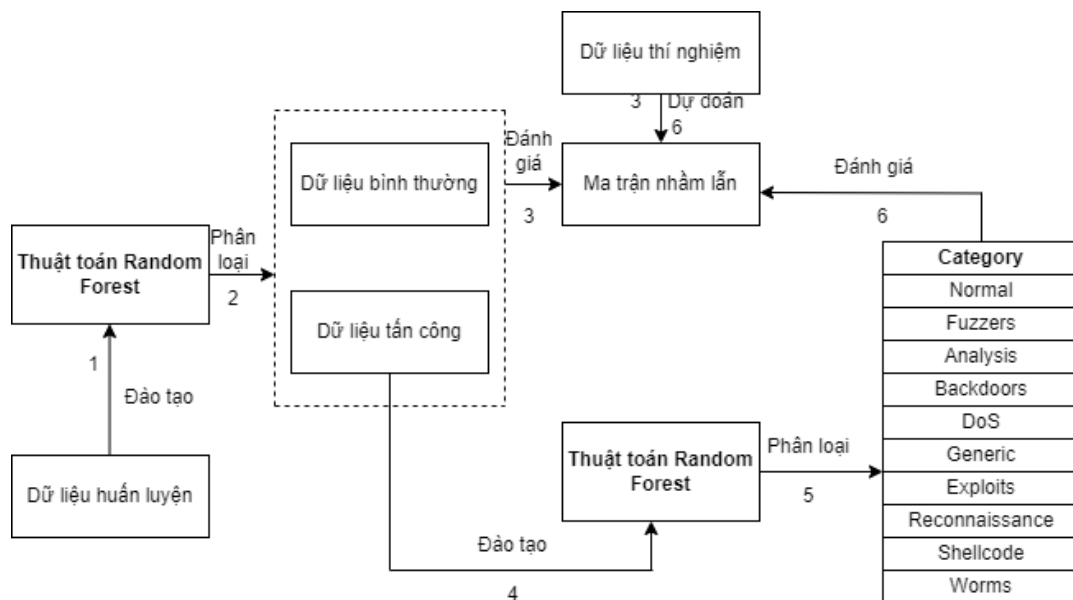 Dữ liệu thí nghiệm
3
Dự doán
6
Dữ liệu bình thường
Đánh
giá
3
Ma trận nhầm lẫn
Đánh giá
6
Thuật toán Random
Forest
Phân
loại
2
Dữ liệu tấn công
1
Đào tạo
Dữ liệu huấn luyện
Thuật toán Random
Forest
Phân loại
5
Đào tạo
4
Category
Normal
Fuzzers
Analysis
Backdoors
DoS
Generic
Exploits
Reconnaissance
Shellcode
Worms